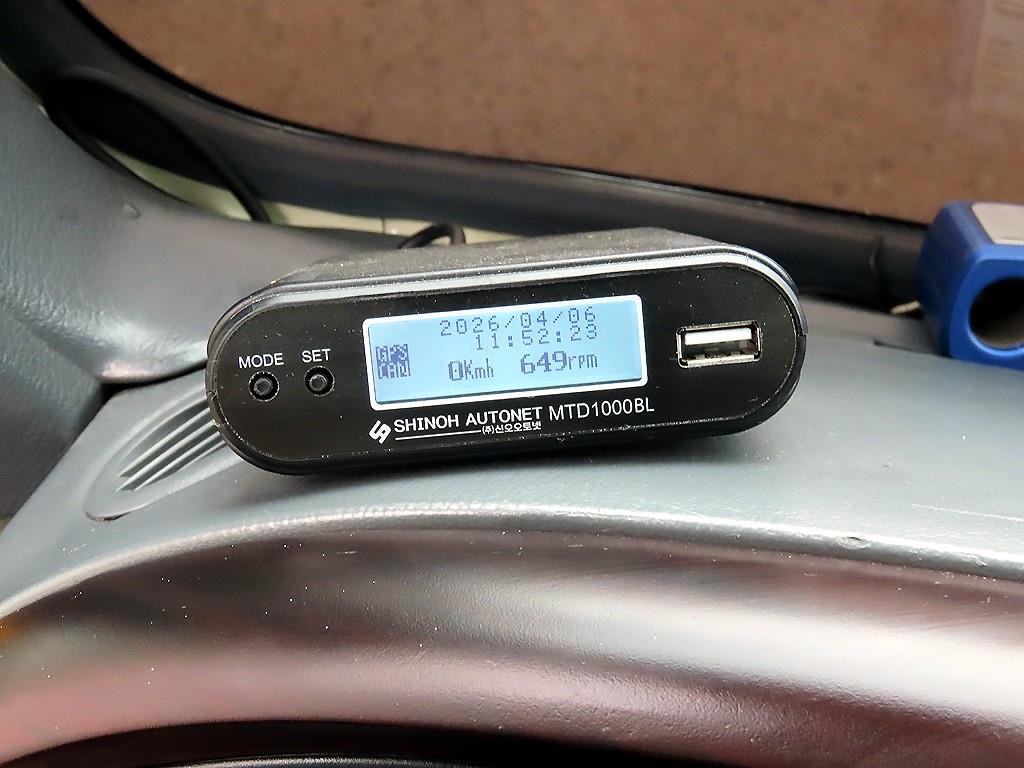 MODE SET
2026/04/06
11:52:23
GPS
CAN
0Kmh 649rpm
SHINOH AUTONET MTD1000BL
(주)신오오토넷